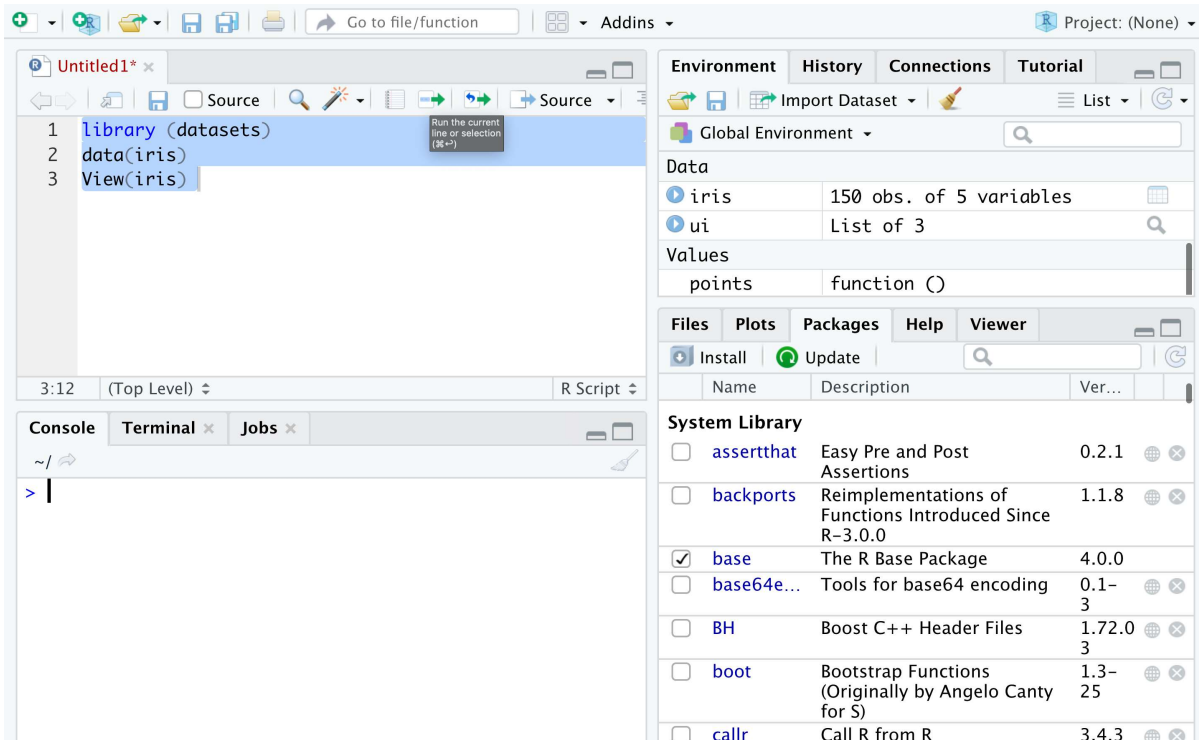 Go to file/function
Addins
Project: (None)
Untitled1*
Source
Source
Run the current
line or selection
(⌘↩)
1 library (datasets)
2 data(iris)
3 View(iris)
3:12 (Top Level) R Script
Console Terminal Jobs
~/
>
Environment History Connections Tutorial
Import Dataset List
Global Environment
Data
iris 150 obs. of 5 variables
ui List of 3
Values
points function ()
Files Plots Packages Help Viewer
Install Update
Name Description Ver...
System Library
assertthat Easy Pre and Post 0.2.1
Assertions
backports Reimplementations of 1.1.8
Functions Introduced Since
R-3.0.0
base The R Base Package 4.0.0
base64e... Tools for base64 encoding 0.1-
3
BH Boost C++ Header Files 1.72.0
3
boot Bootstrap Functions 1.3-
(Originally by Angelo Canty 25
for S)
callr Call R from R 3.4.3